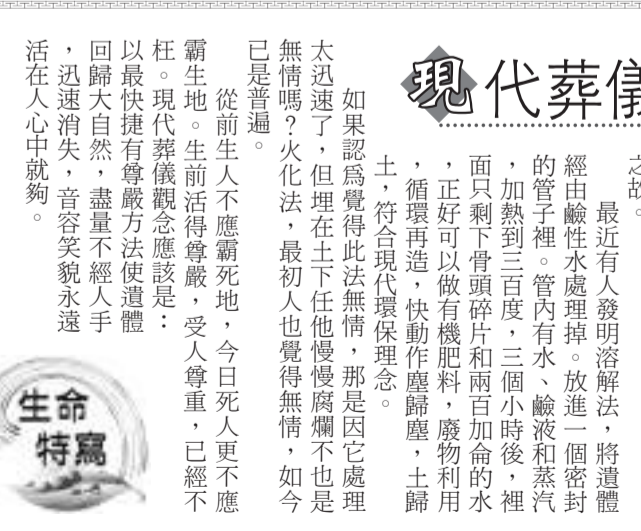 現代葬儀
之故。
最近有人發明溶解法，將遺體
經由鹼性水處理掉。放進一個密封
的管子裡。管內有水、鹼液和蒸汽
，加熱到三百度，三個小時後，裡
面只剩下骨頭碎片和兩百加侖的水
，正好可以做有機肥料，廢物利用
，循環再造，快動作塵歸塵，土歸
土，符合現代環保理念。
如果認爲覺得此法無情，那是因它處理
太迅速了，但埋在土下任他慢慢腐爛不也是
無情嗎？火化法，最初人也覺得無情，如今
已是普遍。
從前生人不應霸死地，今日死人更不應
霸生地。生前活得尊嚴，受人尊重，已經不
枉。現代葬儀觀念應該是：
以最快捷有尊嚴方法使遺體
回歸大自然，盡量不經人手
，迅速消失，音容笑貌永遠
活在人心中就夠。
生命
特寫